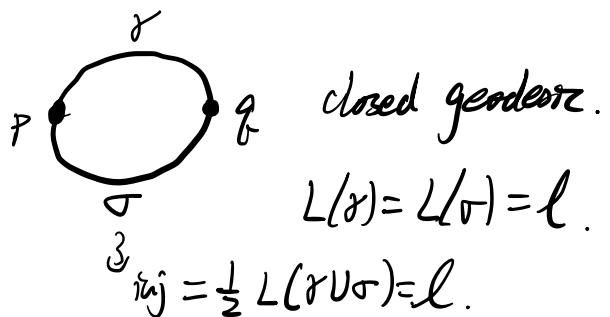 γ
p q closed geodesic.
σ L(γ) = L(σ) = l.
inj = 1/2 L(γ∪σ) = l.